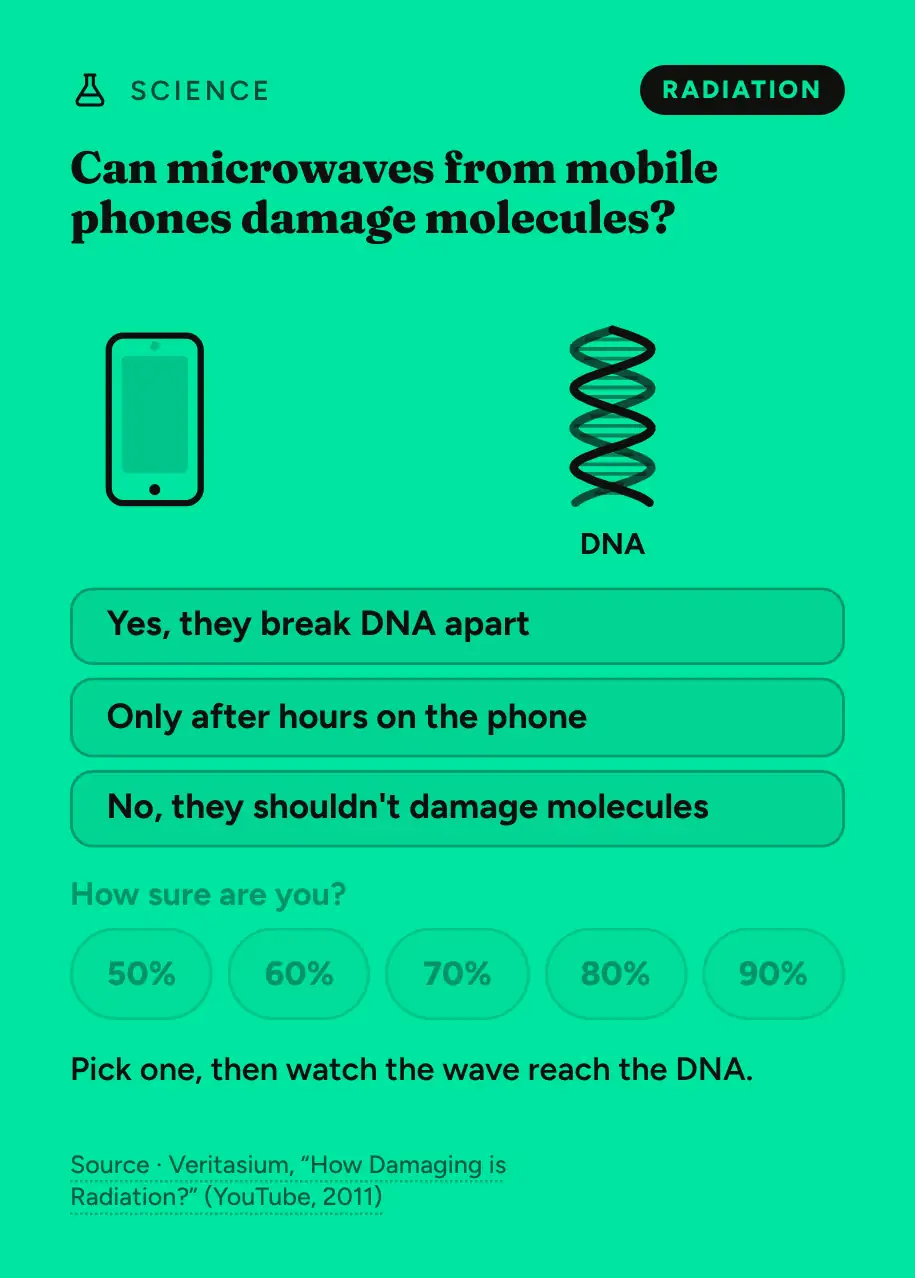 SCIENCE
RADIATION
Can microwaves from mobile
phones damage molecules?
DNA
Yes, they break DNA apart
Only after hours on the phone
No, they shouldn't damage molecules
How sure are you?
50% 60% 70% 80% 90%
Pick one, then watch the wave reach the DNA.
Source · Veritasium, “How Damaging is
Radiation?” (YouTube, 2011)